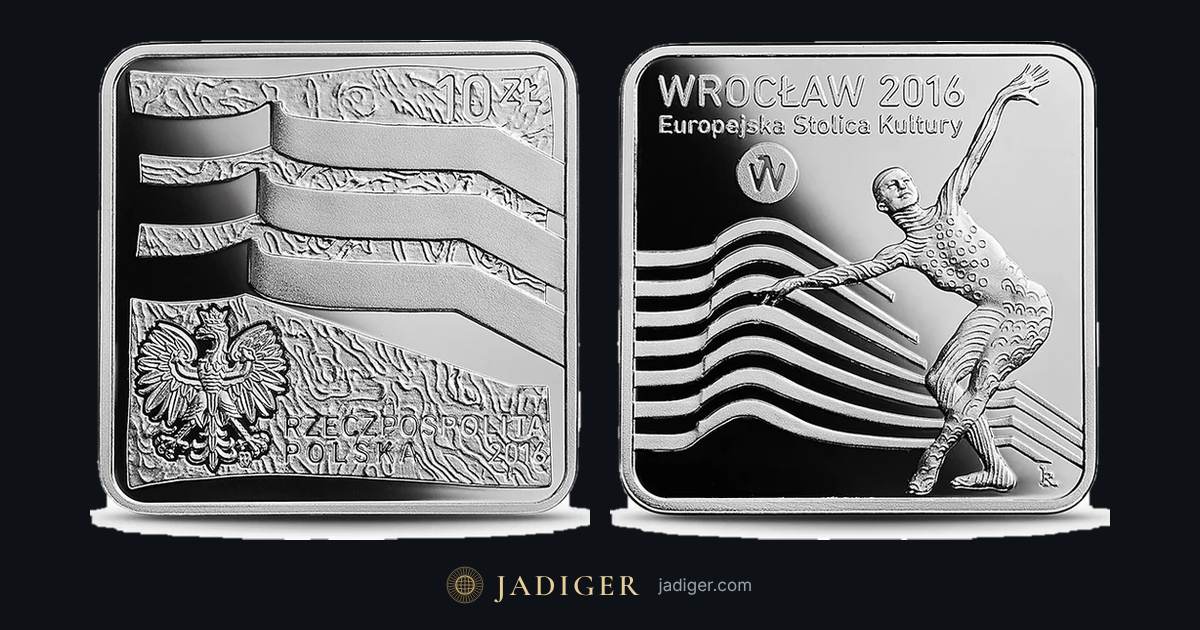 10 ZŁ
RZECZPOSPOLITA
POLSKA 2016
WROCŁAW 2016
Europejska Stolica Kultury
W
JADIGER jadiger.com